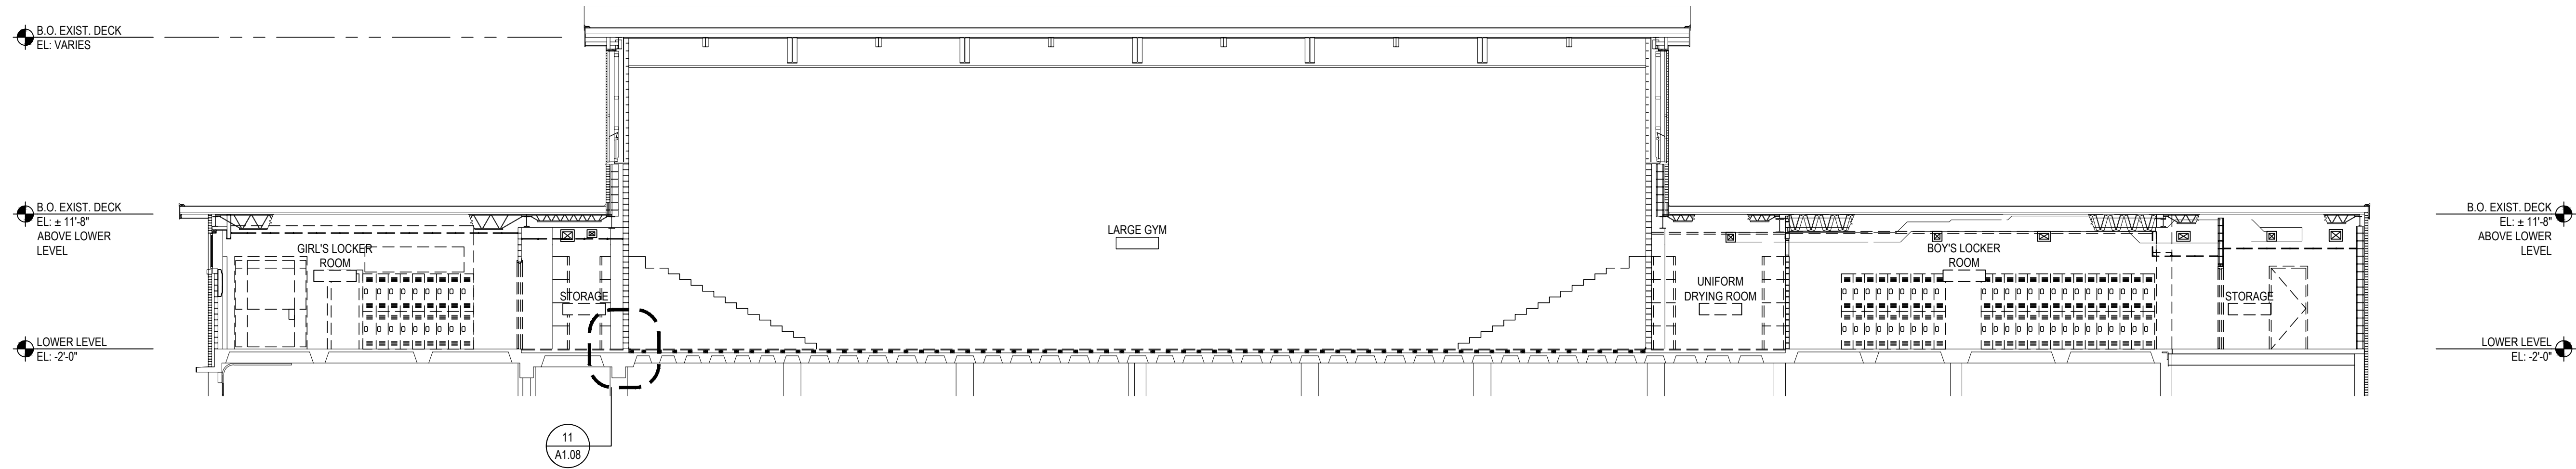 B.O. EXIST. DECK
EL: VARIES
B.O. EXIST. DECK
EL: ± 11'-8"
ABOVE LOWER
LEVEL
LOWER LEVEL
EL: -2'-0"
GIRL'S LOCKER
ROOM
STORAGE
LARGE GYM
UNIFORM
DRYING ROOM
BOY'S LOCKER
ROOM
STORAGE
B.O. EXIST. DECK
EL: ± 11'-8"
ABOVE LOWER
LEVEL
LOWER LEVEL
EL: -2'-0"
11
A1.08